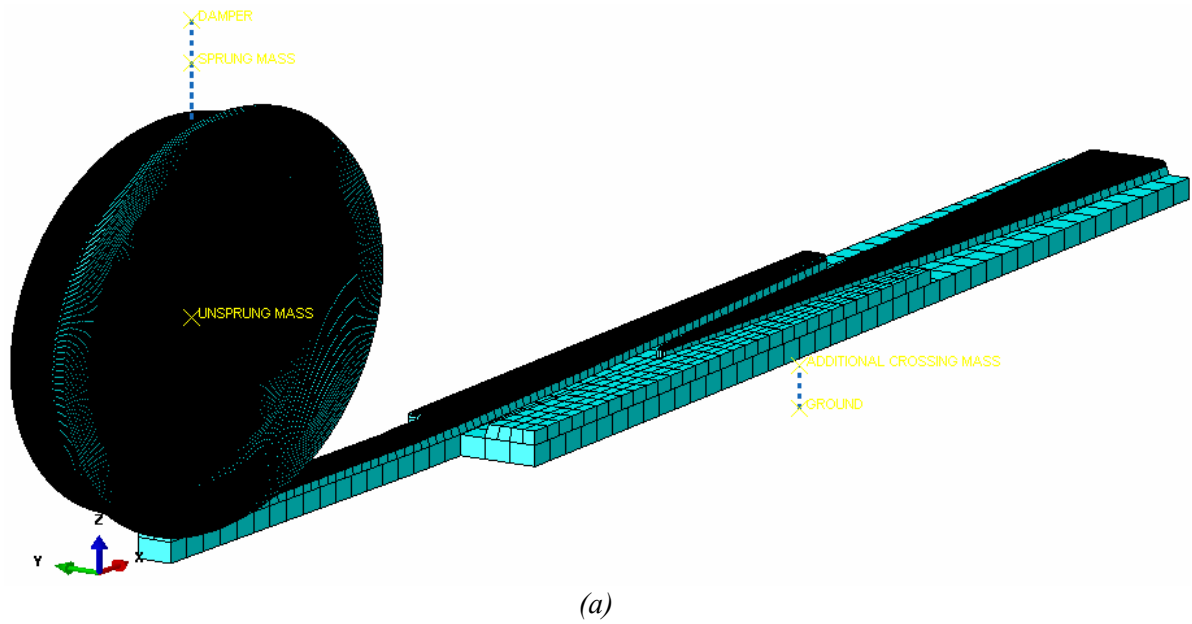 DAMPER
SPRUNG MASS
UNSPRUNG MASS
ADDITIONAL CROSSING MASS
GROUND
Z
Y
X
(a)